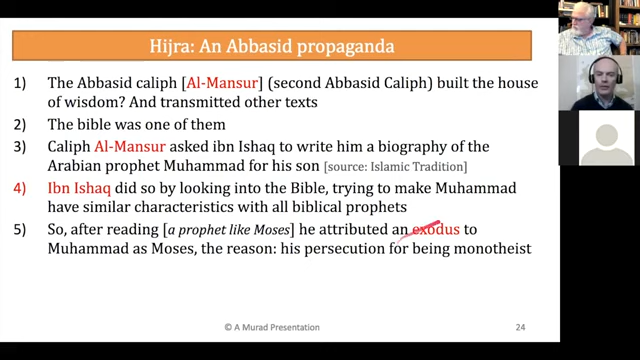 Hijra: An Abbasid propaganda
1) The Abbasid caliph [Al-Mansur] (second Abbasid Caliph) built the house
of wisdom? And transmitted other texts
2) The bible was one of them
3) Caliph Al-Mansur asked ibn Ishaq to write him a biography of the
Arabian prophet Muhammad for his son [source: Islamic Tradition]
4) Ibn Ishaq did so by looking into the Bible, trying to make Muhammad
have similar characteristics with all biblical prophets
5) So, after reading [a prophet like Moses] he attributed an exodus to
Muhammad as Moses, the reason: his persecution for being monotheist
© A Murad Presentation
24